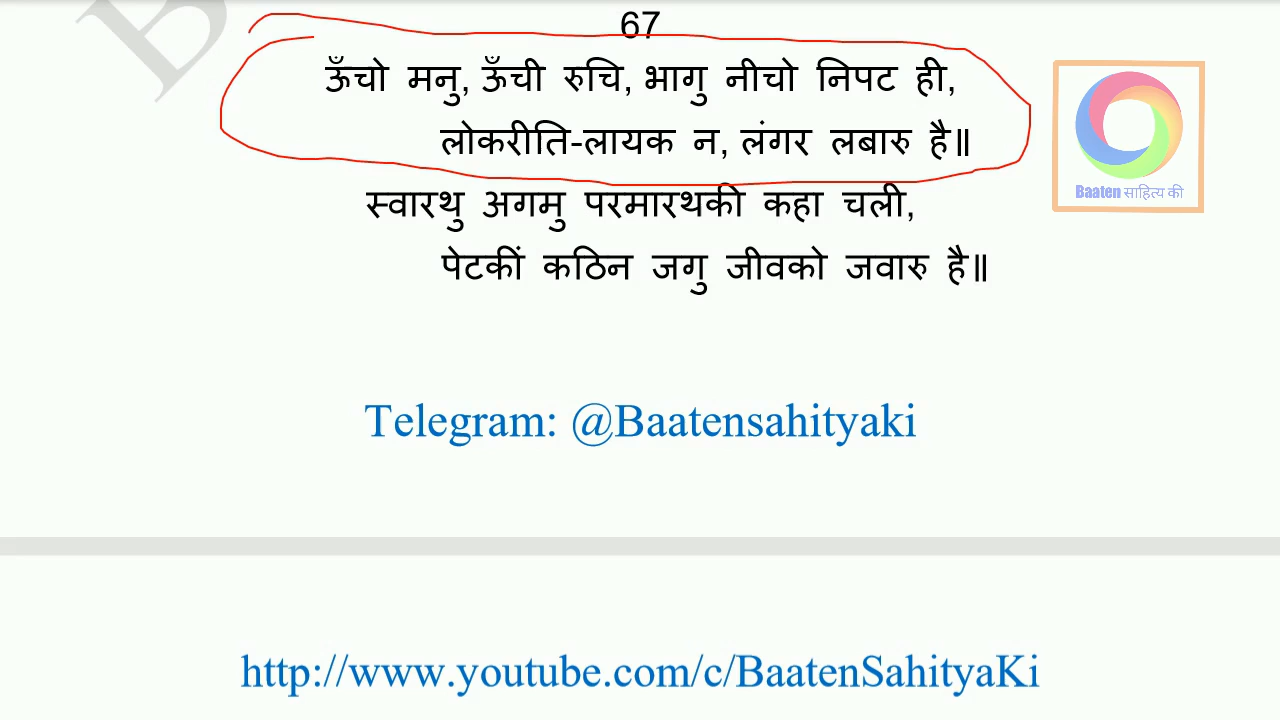 67
ऊँचो मनु, ऊँची रुचि, भागु नीचो निपट ही,
लोकरीति-लायक न, लंगर लबारु है॥
स्वारथु अगमु परमारथकी कहा चली,
पेटकीं कठिन जगु जीवको जवारु है॥
Baaten साहित्य की
Telegram: @Baatensahityaki
http://www.youtube.com/c/BaatenSahityaKi